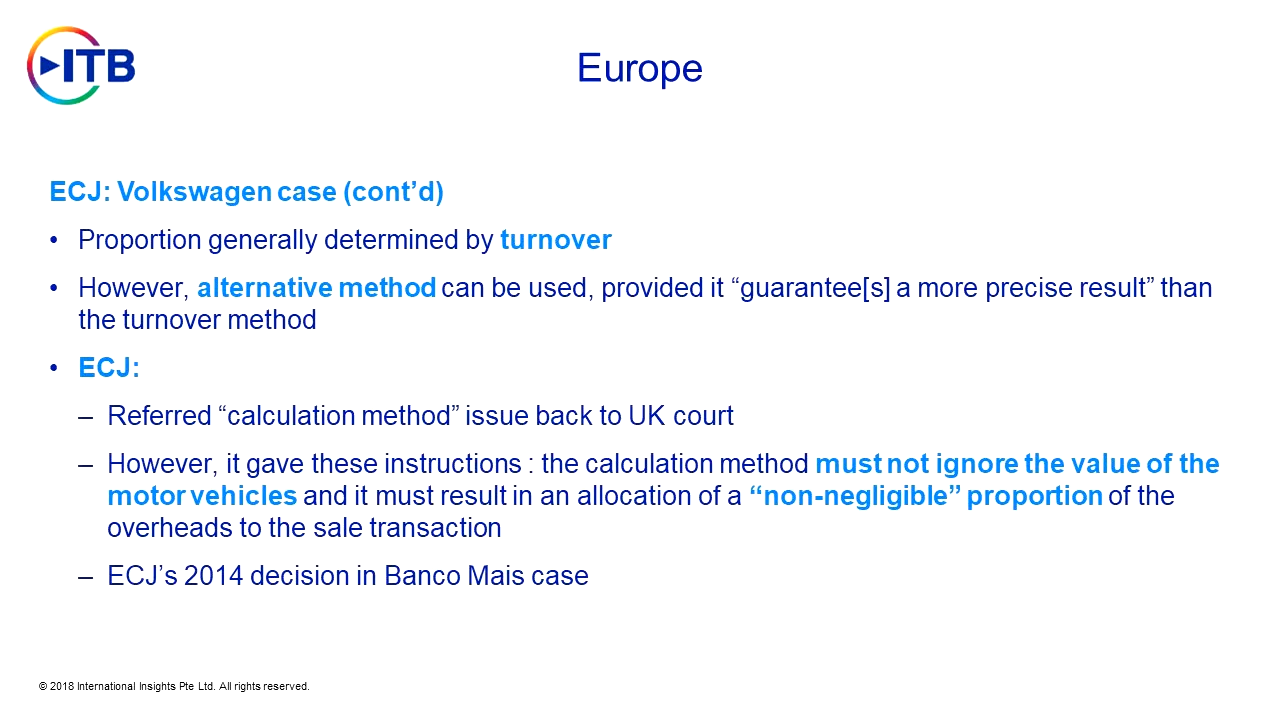 ITB
Europe
ECJ: Volkswagen case (cont’d)
• Proportion generally determined by turnover
• However, alternative method can be used, provided it “guarantee[s] a more precise result” than
the turnover method
• ECJ:
– Referred “calculation method” issue back to UK court
– However, it gave these instructions : the calculation method must not ignore the value of the
motor vehicles and it must result in an allocation of a “non-negligible” proportion of the
overheads to the sale transaction
– ECJ’s 2014 decision in Banco Mais case
© 2018 International Insights Pte Ltd. All rights reserved.